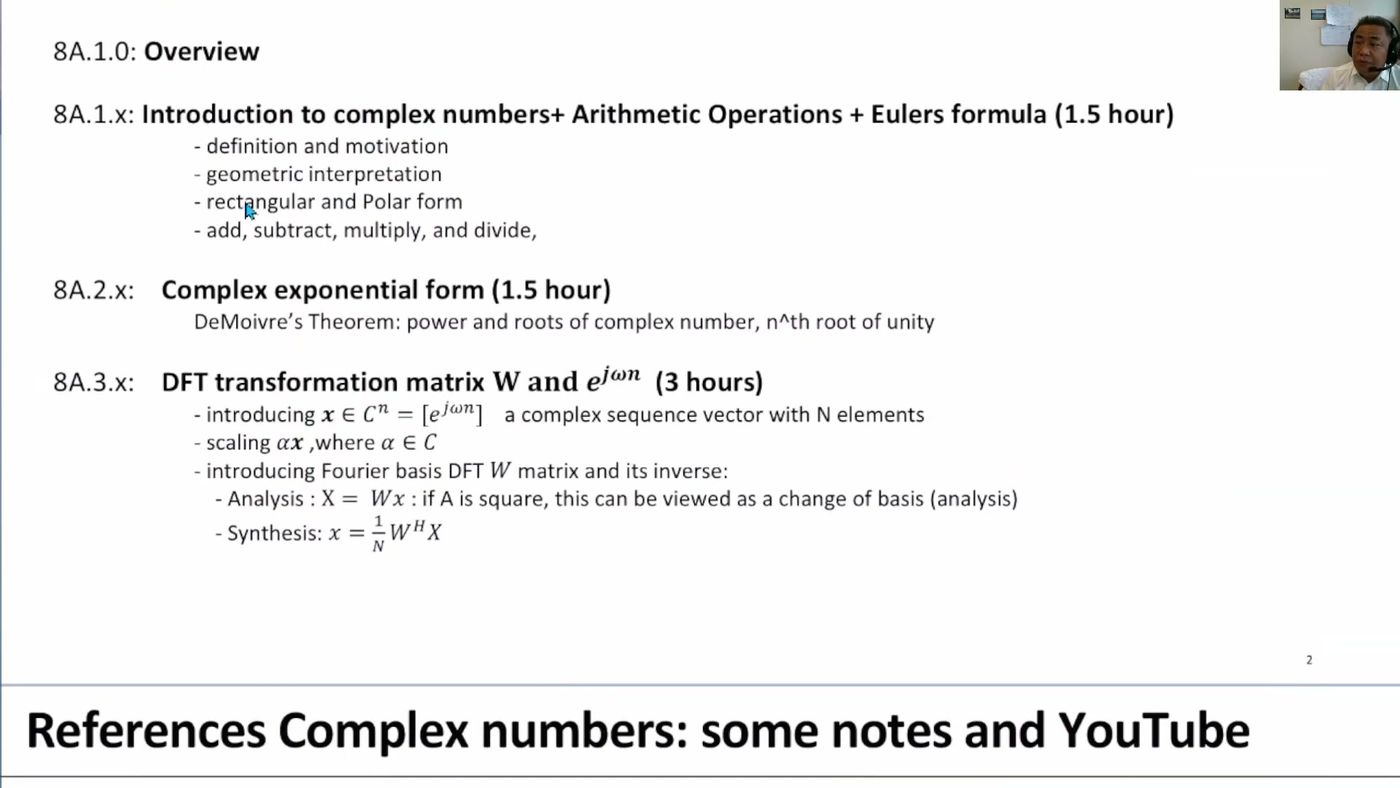 8A.1.0: Overview
8A.1.x: Introduction to complex numbers+ Arithmetic Operations + Eulers formula (1.5 hour)
- definition and motivation
- geometric interpretation
- rectangular and Polar form
- add, subtract, multiply, and divide,
8A.2.x: Complex exponential form (1.5 hour)
DeMoivre’s Theorem: power and roots of complex number, n^th root of unity
8A.3.x: DFT transformation matrix W and e^{jωn} (3 hours)
- introducing x ∈ Cⁿ = [e^{jωn}] a complex sequence vector with N elements
- scaling αx ,where α ∈ C
- introducing Fourier basis DFT W matrix and its inverse:
- Analysis : X = Wx : if A is square, this can be viewed as a change of basis (analysis)
- Synthesis: x = 1/N W^H X
2
References Complex numbers: some notes and YouTube